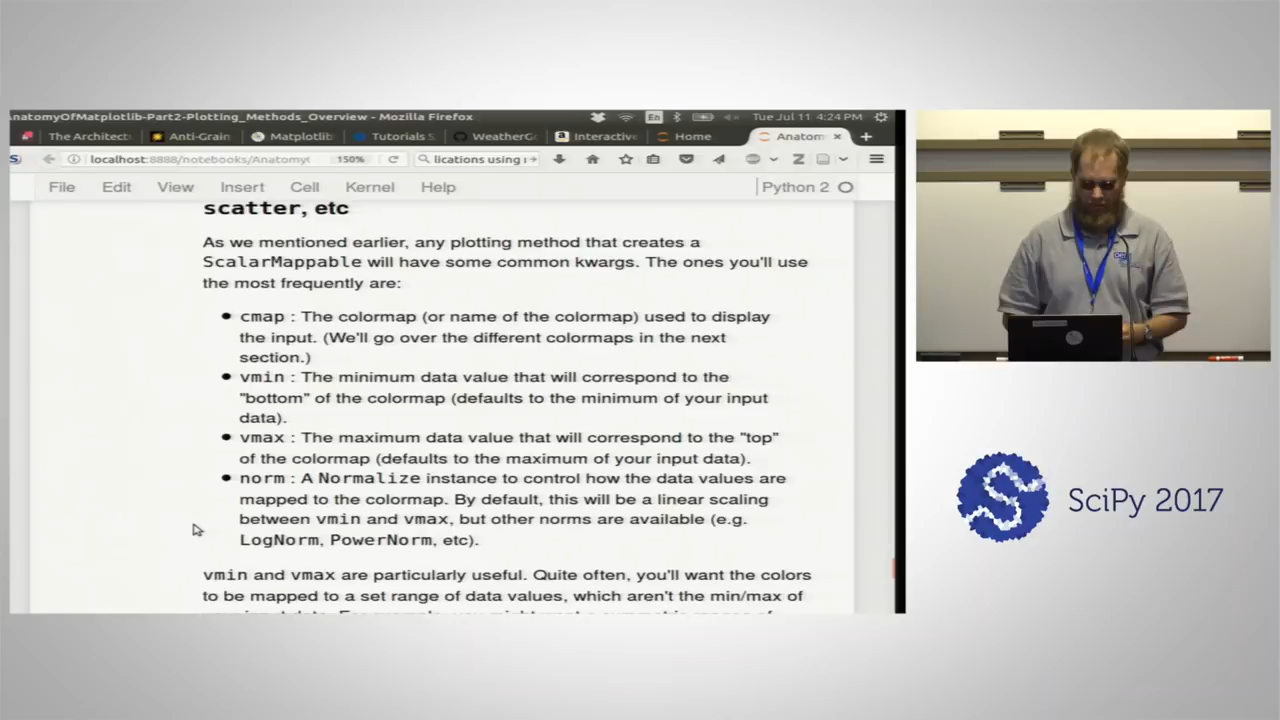 AnatomyOfMatplotlib-Part2-Plotting_Methods_Overview - Mozilla Firefox
En
Tue Jul 11 4:24 PM
The Architect
Anti-Grain
Matplotlib
Tutorials S
WeatherGe
Interactive
Home
Anatom
localhost:8888/notebooks/Anatomy
150%
lications using
File Edit View Insert Cell Kernel Help
Python 2
scatter, etc
As we mentioned earlier, any plotting method that creates a
ScalarMappable will have some common kwargs. The ones you'll use
the most frequently are:
cmap : The colormap (or name of the colormap) used to display
the input. (We'll go over the different colormaps in the next
section.)
vmin : The minimum data value that will correspond to the
"bottom" of the colormap (defaults to the minimum of your input
data).
vmax : The maximum data value that will correspond to the "top"
of the colormap (defaults to the maximum of your input data).
norm : A Normalize instance to control how the data values are
mapped to the colormap. By default, this will be a linear scaling
between vmin and vmax, but other norms are available (e.g.
LogNorm, PowerNorm, etc).
vmin and vmax are particularly useful. Quite often, you'll want the colors
to be mapped to a set range of data values, which aren't the min/max of
SciPy 2017